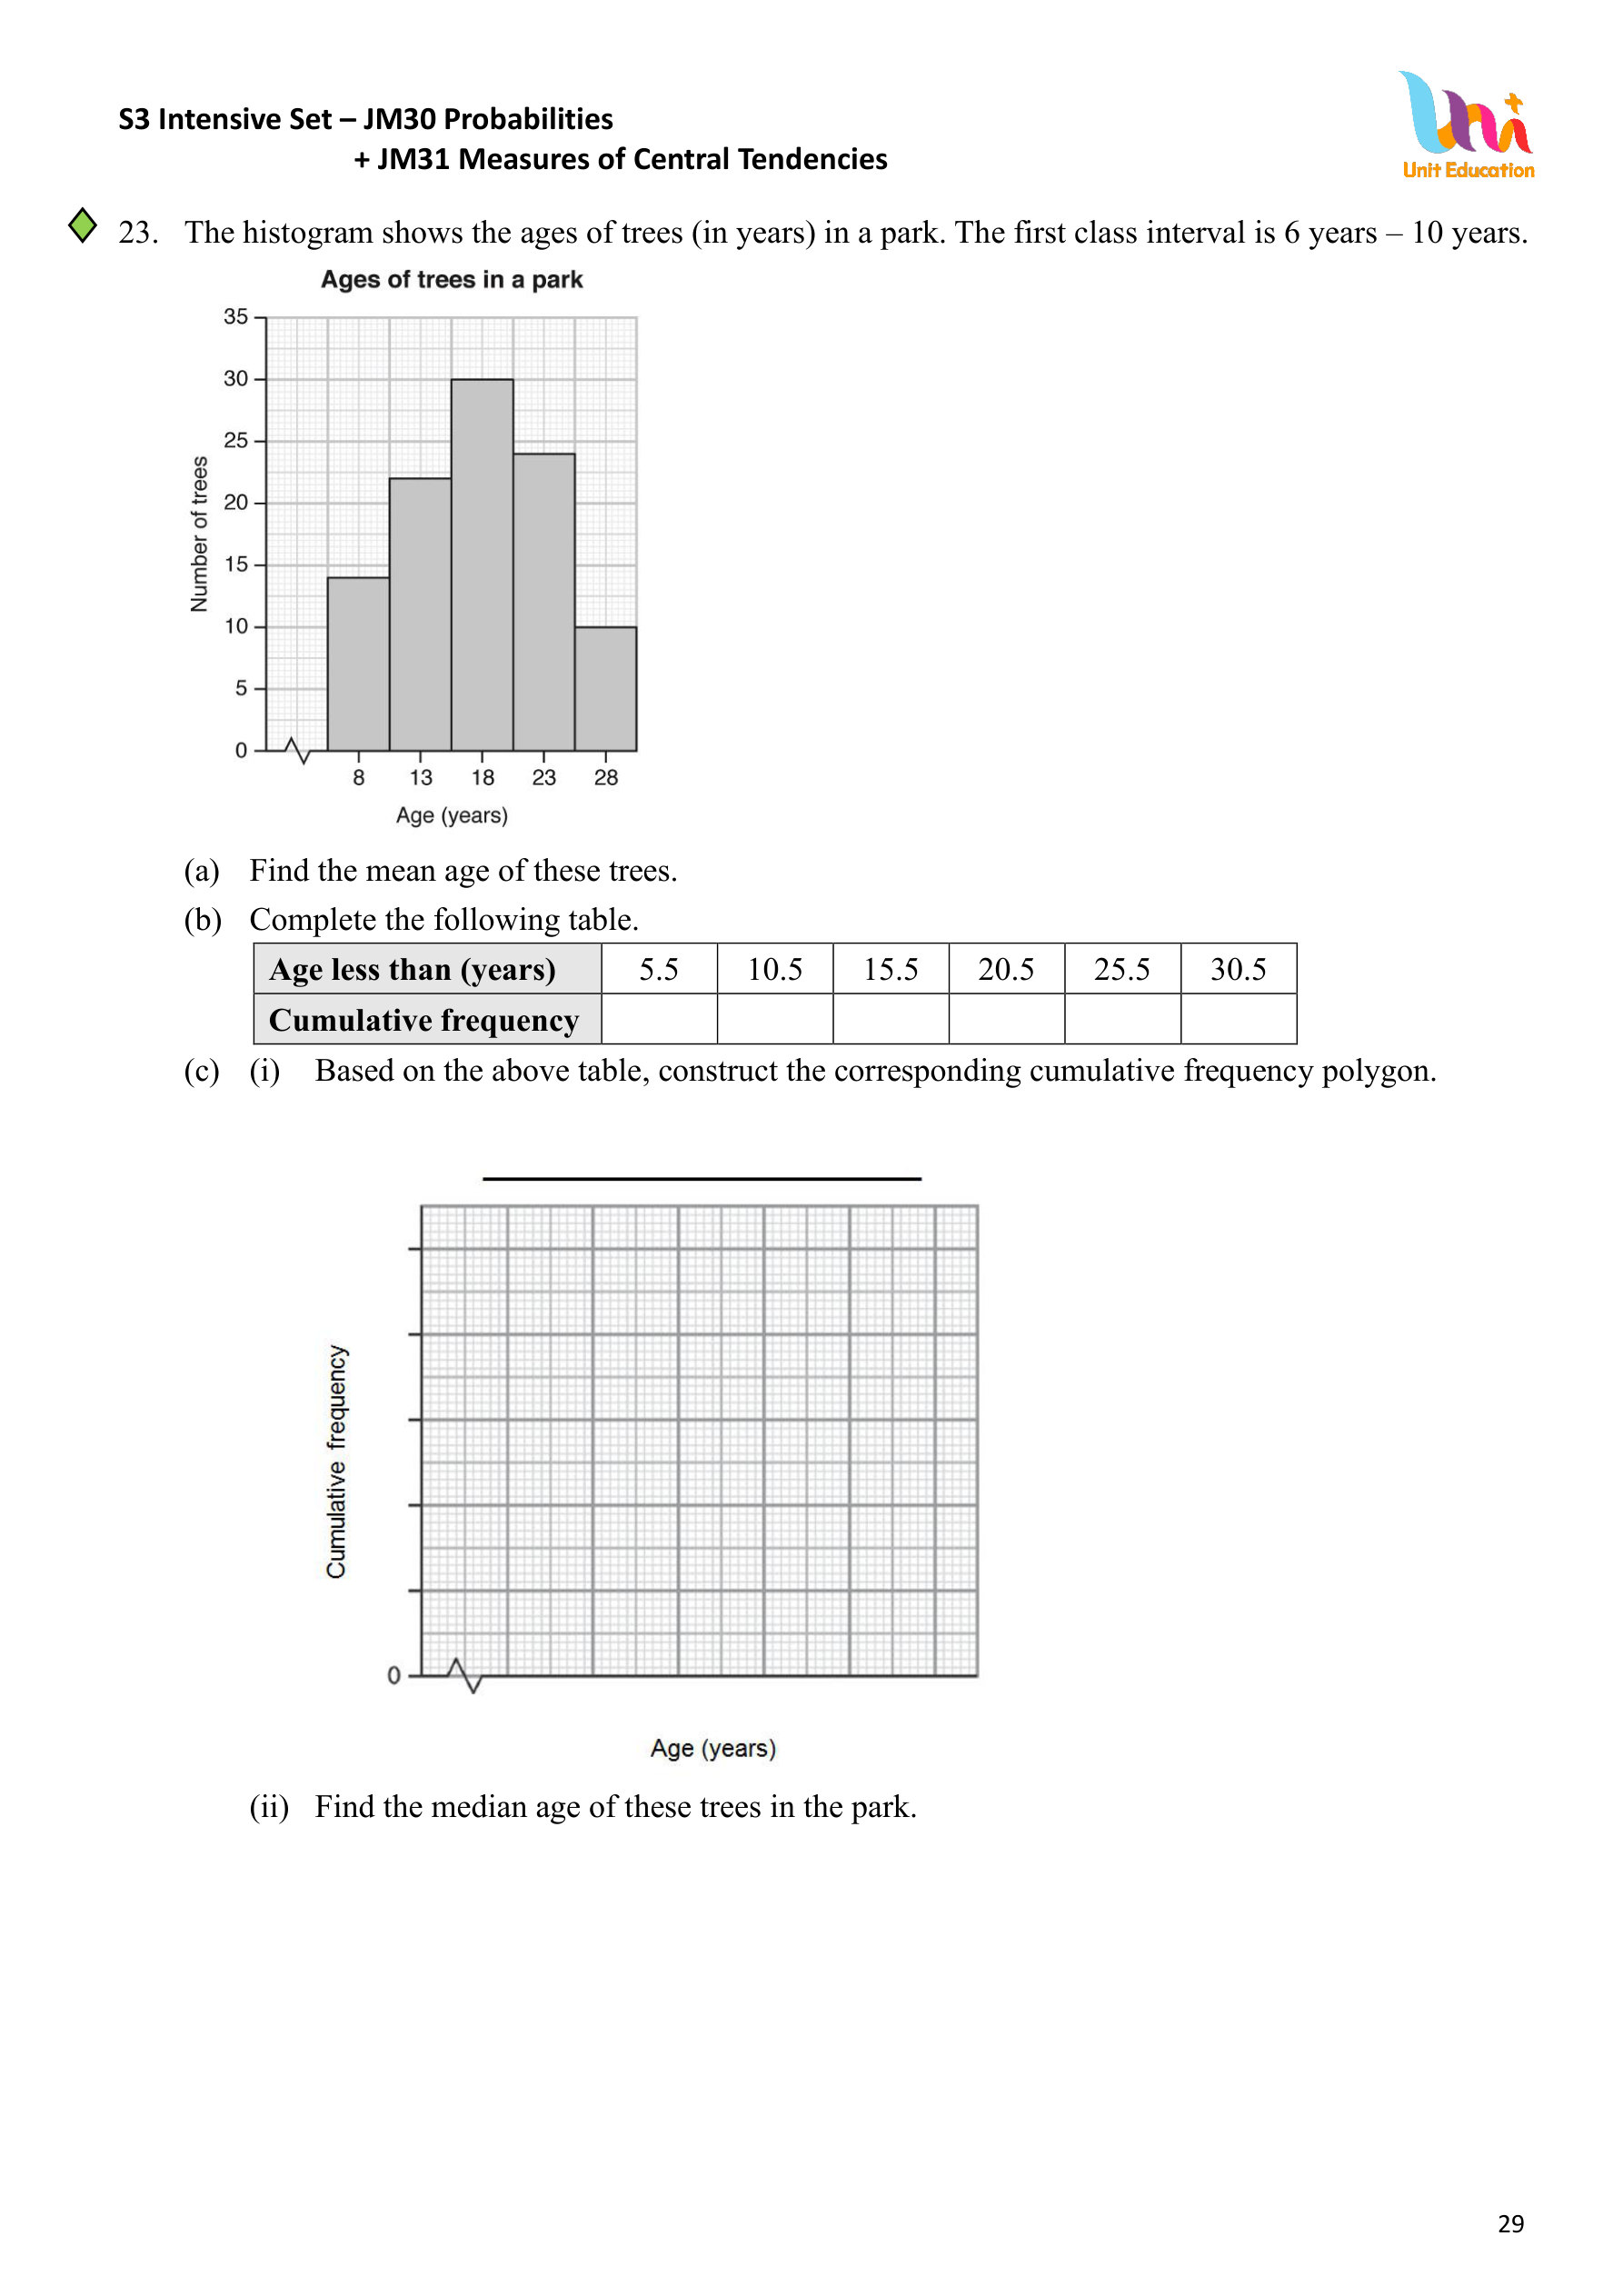 S3 Intensive Set – JM30 Probabilities
+ JM31 Measures of Central Tendencies
Uni+
Unit Education
23. The histogram shows the ages of trees (in years) in a park. The first class interval is 6 years – 10 years.
Ages of trees in a park
35
30
25
20
15
10
5
0
Number of trees
8 13 18 23 28
Age (years)
(a) Find the mean age of these trees.
(b) Complete the following table.
Age less than (years) 5.5 10.5 15.5 20.5 25.5 30.5
Cumulative frequency
(c) (i) Based on the above table, construct the corresponding cumulative frequency polygon.
Cumulative frequency
0
Age (years)
(ii) Find the median age of these trees in the park.
29